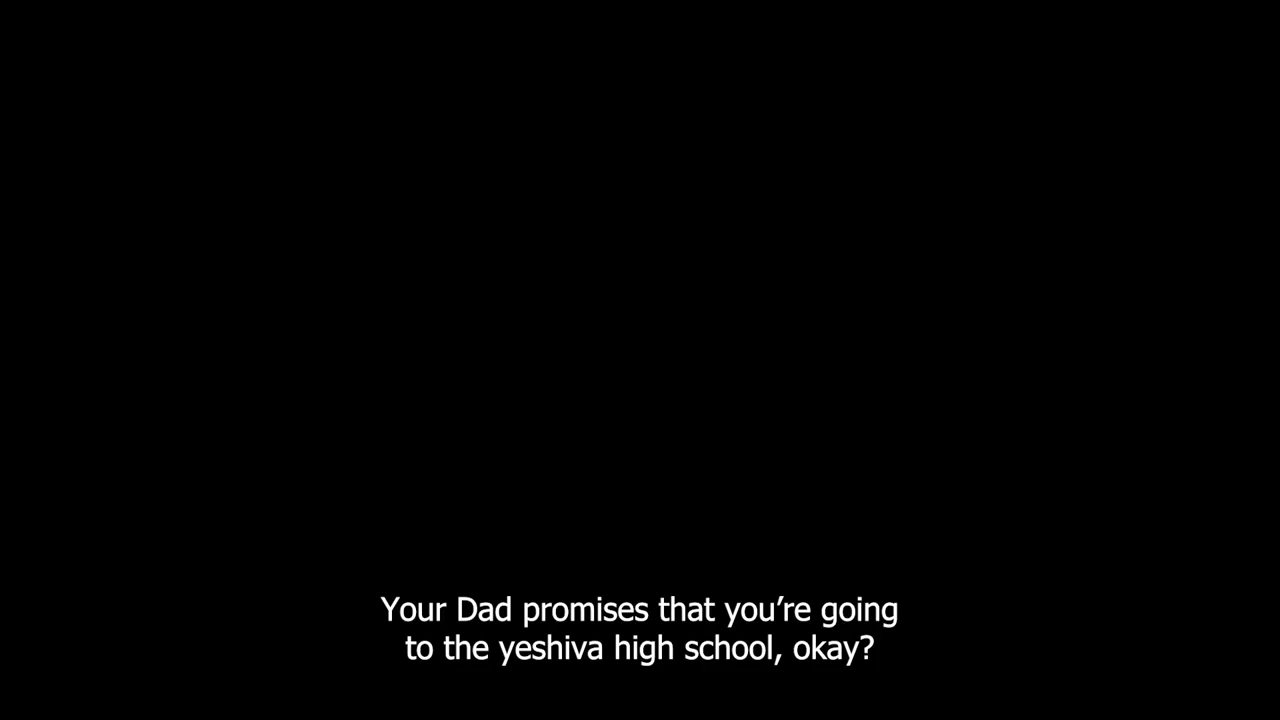 Your Dad promises that you’re going
to the yeshiva high school, okay?